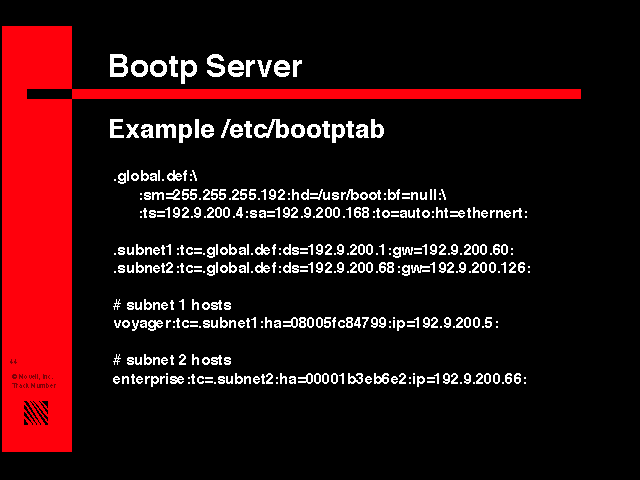 Bootp Server
Example /etc/bootptab
.global.def:\
:sm=255.255.255.192:hd=/usr/boot:bf=null:\
:ts=192.9.200.4:sa=192.9.200.168:to=auto:ht=ethernert:
.subnet1:tc=.global.def:ds=192.9.200.1:gw=192.9.200.60:
.subnet2:tc=.global.def:ds=192.9.200.68:gw=192.9.200.126:
# subnet 1 hosts
voyager:tc=.subnet1:ha=08005fc84799:ip=192.9.200.5:
# subnet 2 hosts
enterprise:tc=.subnet2:ha=00001b3eb6e2:ip=192.9.200.66:
© Novell, Inc.
Track Number